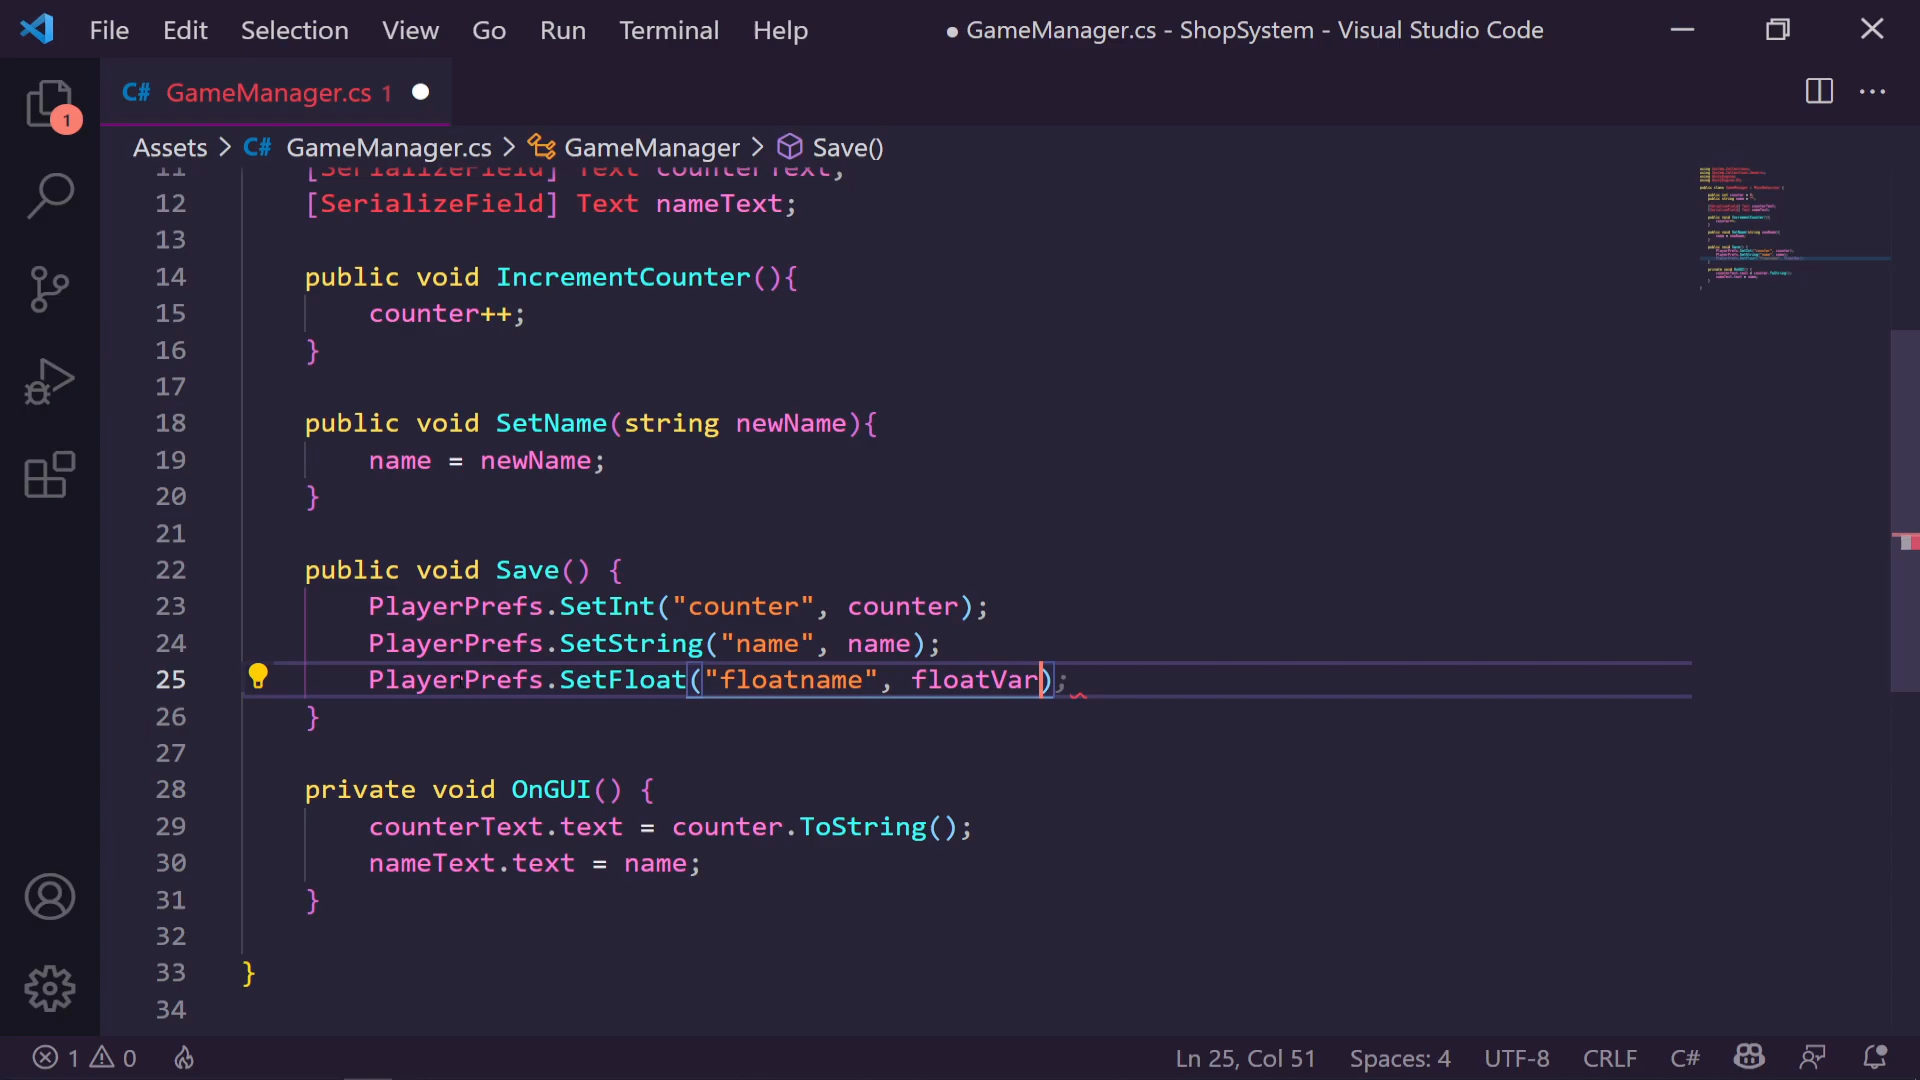 File Edit Selection View Go Run Terminal Help ● GameManager.cs - ShopSystem - Visual Studio Code
C# GameManager.cs 1
1
Assets > C# GameManager.cs > GameManager > Save()
11 [SerializeField] Text counterText;
12 [SerializeField] Text nameText;
13
14 public void IncrementCounter(){
15 counter++;
16 }
17
18 public void SetName(string newName){
19 name = newName;
20 }
21
22 public void Save() {
23 PlayerPrefs.SetInt("counter", counter);
24 PlayerPrefs.SetString("name", name);
25 PlayerPrefs.SetFloat("floatname", floatVar);
26 }
27
28 private void OnGUI() {
29 counterText.text = counter.ToString();
30 nameText.text = name;
31 }
32
33 }
34
1 0 Ln 25, Col 51 Spaces: 4 UTF-8 CRLF C#